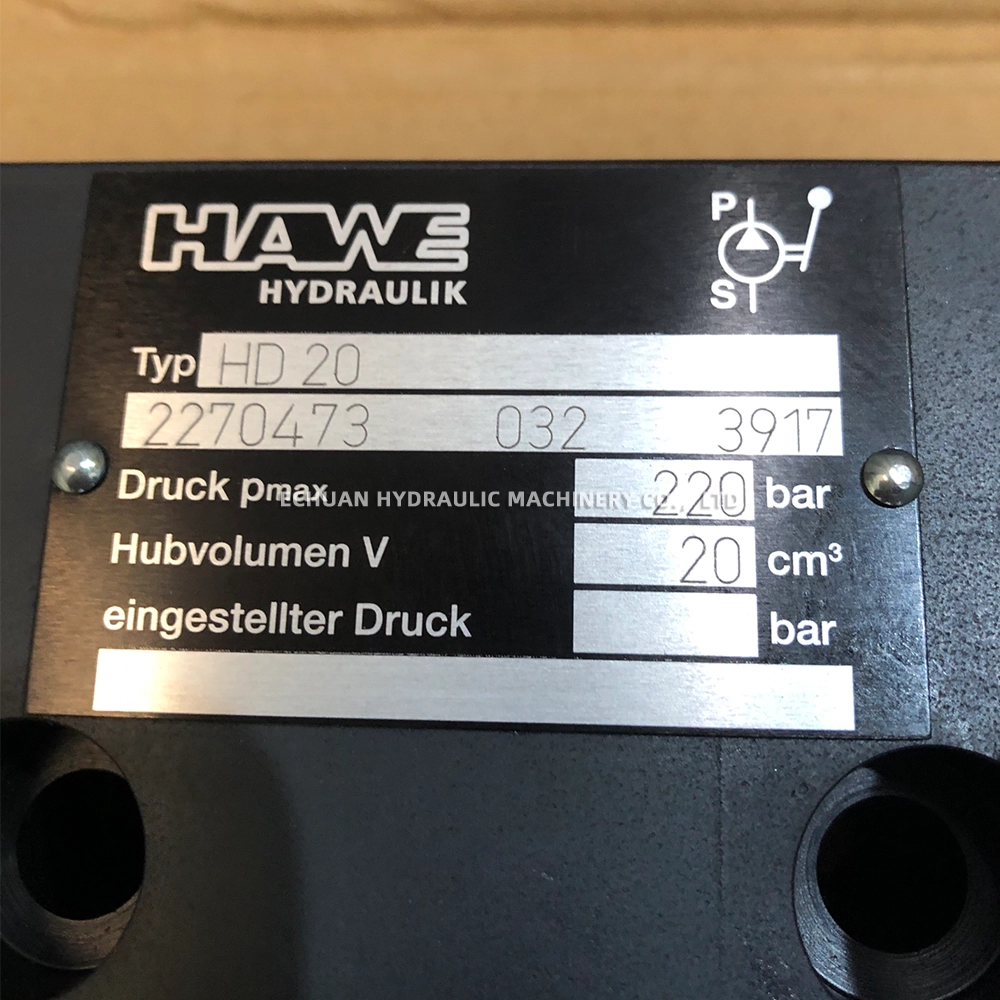 HAWE
HYDRAULIK
P
S
Typ HD 20
2270473 032 3917
Druck pmax 220 bar
ECHUAN HYDRAULIC MACHINERY CO., LTD
Hubvolumen V 20 cm³
eingestellter Druck bar